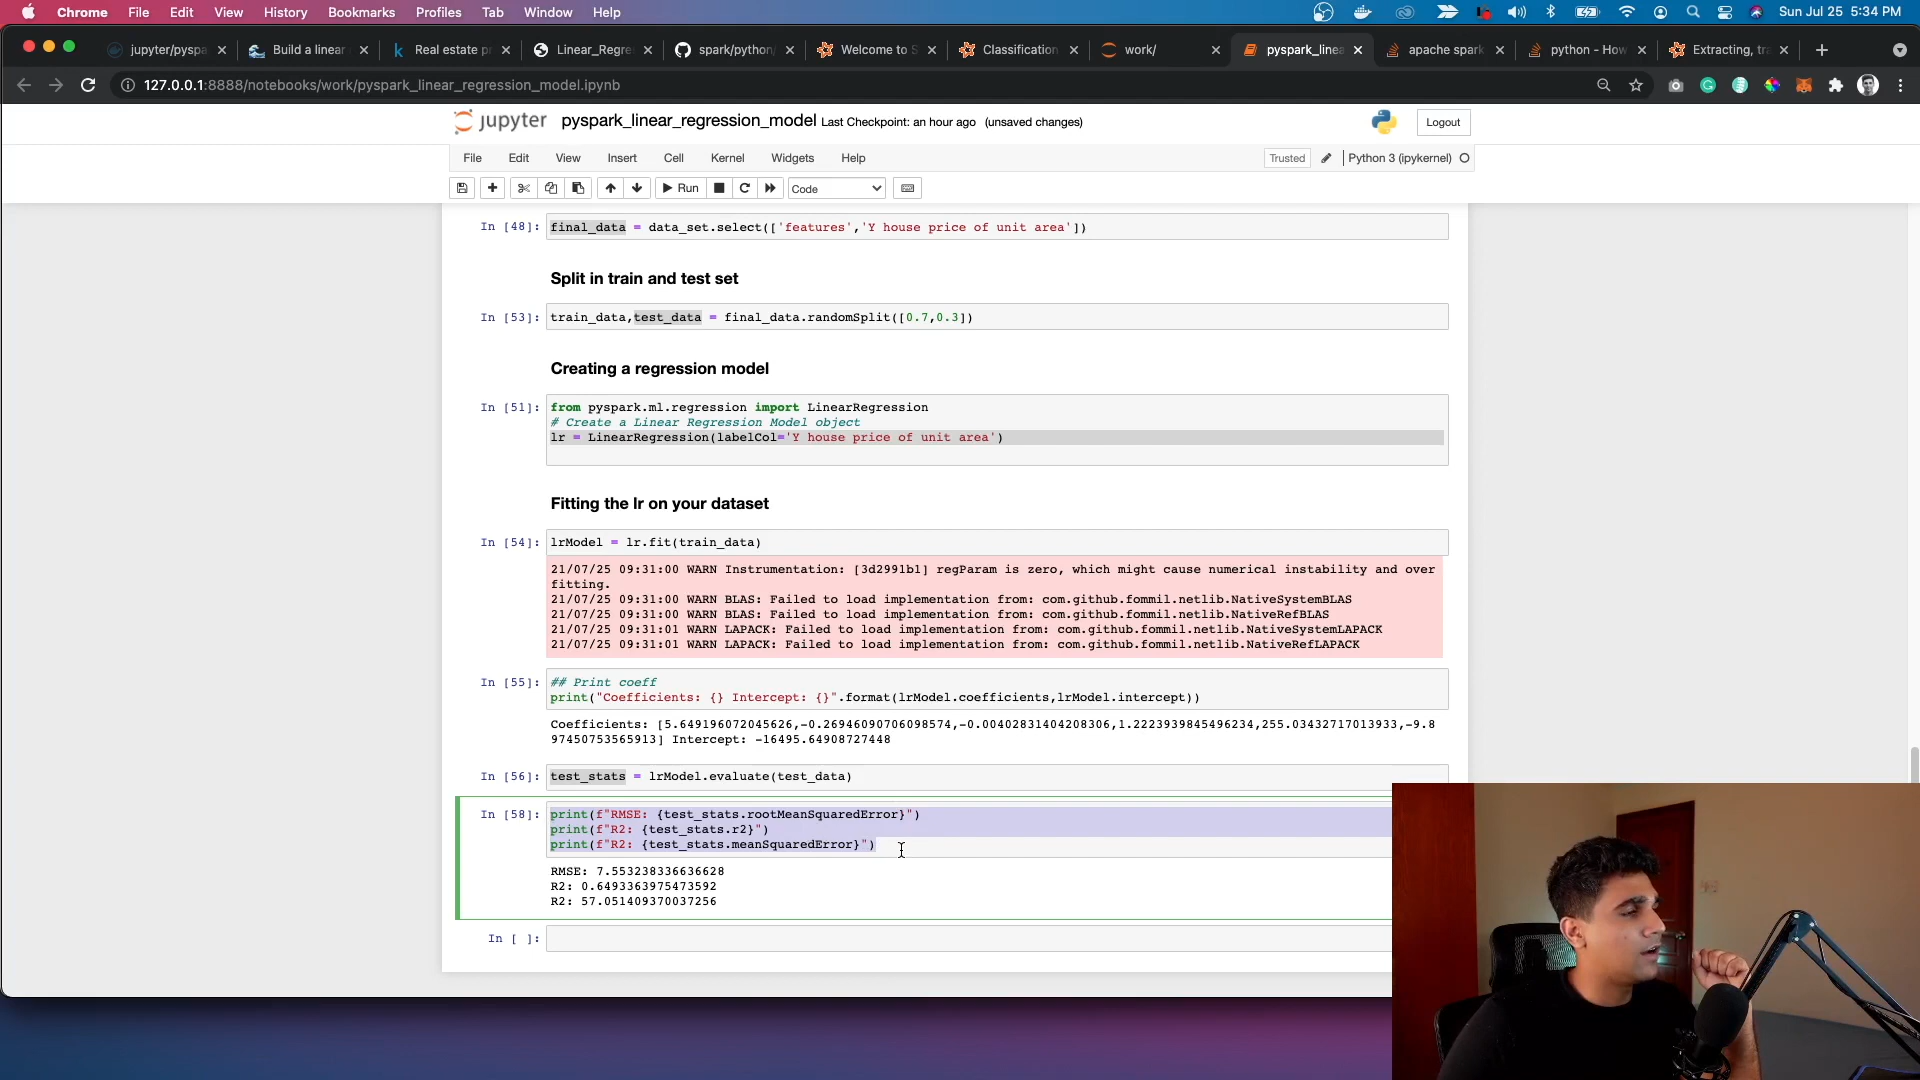 Chrome File Edit View History Bookmarks Profiles Tab Window Help Sun Jul 25 5:34 PM
jupyter/pyspa Build a linear Real estate p Linear_Regre spark/python Welcome to S Classification work/ pyspark_linea apache spark python - How Extracting, tra
127.0.0.1:8888/notebooks/work/pyspark_linear_regression_model.ipynb
jupyter pyspark_linear_regression_model Last Checkpoint: an hour ago (unsaved changes) Logout
File Edit View Insert Cell Kernel Widgets Help Trusted Python 3 (ipykernel)
Run Code
In [48]: final_data = data_set.select(['features','Y house price of unit area'])
Split in train and test set
In [53]: train_data,test_data = final_data.randomSplit([0.7,0.3])
Creating a regression model
In [51]: from pyspark.ml.regression import LinearRegression
# Create a Linear Regression Model object
lr = LinearRegression(labelCol='Y house price of unit area')
Fitting the lr on your dataset
In [54]: lrModel = lr.fit(train_data)
21/07/25 09:31:00 WARN Instrumentation: [3d2991b1] regParam is zero, which might cause numerical instability and over
fitting.
21/07/25 09:31:00 WARN BLAS: Failed to load implementation from: com.github.fommil.netlib.NativeSystemBLAS
21/07/25 09:31:00 WARN BLAS: Failed to load implementation from: com.github.fommil.netlib.NativeRefBLAS
21/07/25 09:31:01 WARN LAPACK: Failed to load implementation from: com.github.fommil.netlib.NativeSystemLAPACK
21/07/25 09:31:01 WARN LAPACK: Failed to load implementation from: com.github.fommil.netlib.NativeRefLAPACK
In [55]: ## Print coeff
print("Coefficients: {} Intercept: {}".format(lrModel.coefficients,lrModel.intercept))
Coefficients: [5.649196072045626,-0.26946090706098574,-0.00402831404208306,1.2223939845496234,255.03432717013933,-9.8
97450753565913] Intercept: -16495.64908727448
In [56]: test_stats = lrModel.evaluate(test_data)
In [58]: print(f"RMSE: {test_stats.rootMeanSquaredError}")
print(f"R2: {test_stats.r2}")
print(f"R2: {test_stats.meanSquaredError}")
RMSE: 7.553238336636628
R2: 0.6493363975473592
R2: 57.051409370037256
In [ ]: